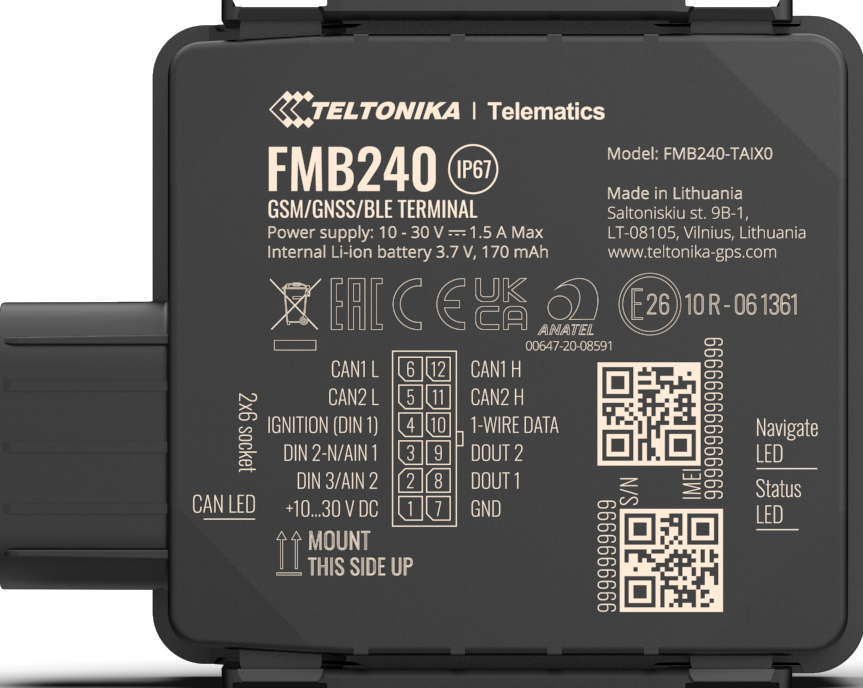 TELTONIKA | Telematics
FMB240 IP67
GSM/GNSS/BLE TERMINAL
Power supply: 10 - 30 V ⎓ 1.5 A Max
Internal Li-ion battery 3.7 V, 170 mAh
Model: FMB240-TAIX0
Made in Lithuania
Saltoniskiu st. 9B-1,
LT-08105, Vilnius, Lithuania
www.teltonika-gps.com
EAC CE UKCA
ANATEL
00647-20-08591
E26 10 R - 06 1361
CAN1 L 6 12 CAN1 H
CAN2 L 5 11 CAN2 H
IGNITION (DIN 1) 4 10 1-WIRE DATA
DIN 2-N/AIN 1 3 9 DOUT 2
DIN 3/AIN 2 2 8 DOUT 1
+10...30 V DC 1 7 GND
2x6 socket
CAN LED
MOUNT
THIS SIDE UP
IMEI 999999999999999
S/N
9999999999
Navigate
LED
Status
LED